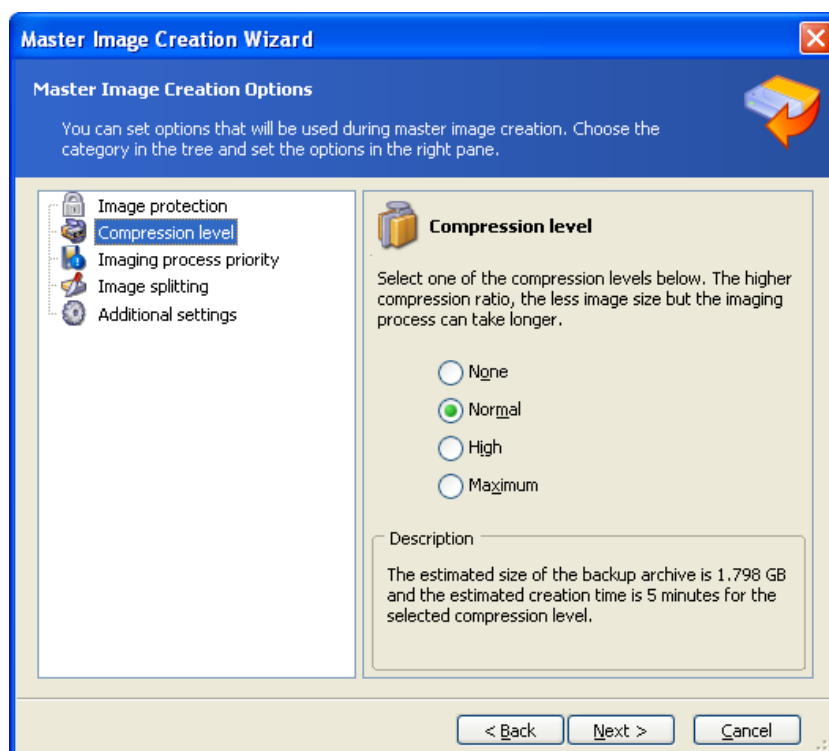 Master Image Creation Wizard
Master Image Creation Options
You can set options that will be used during master image creation. Choose the
category in the tree and set the options in the right pane.
Image protection
Compression level
Imaging process priority
Image splitting
Additional settings
Compression level
Select one of the compression levels below. The higher
compression ratio, the less image size but the imaging
process can take longer.
None
Normal
High
Maximum
Description
The estimated size of the backup archive is 1.798 GB
and the estimated creation time is 5 minutes for the
selected compression level.
< Back
Next >
Cancel